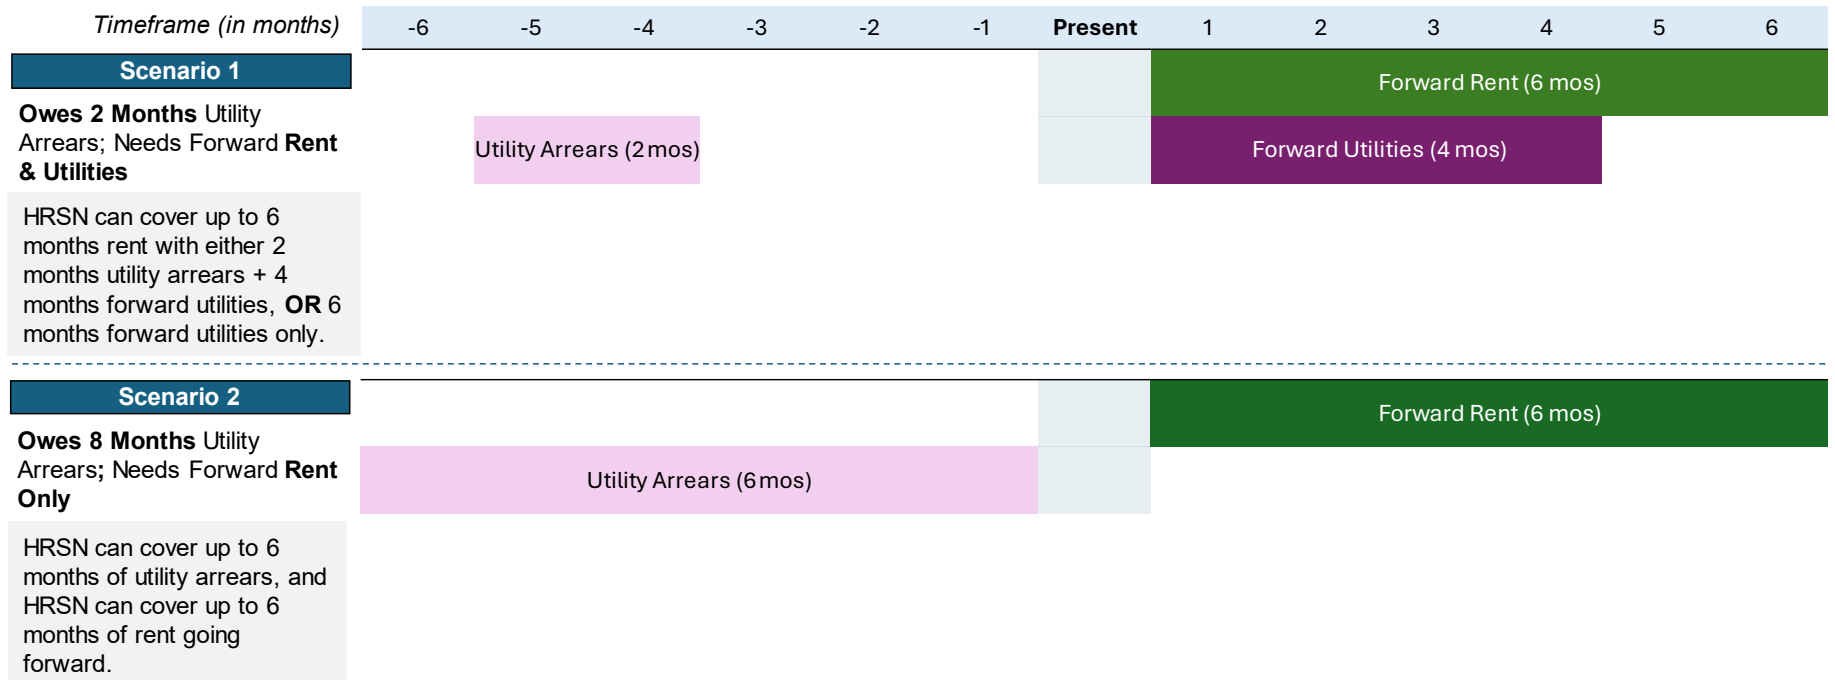 Timeframe (in months) -6 -5 -4 -3 -2 -1 Present 1 2 3 4 5 6
Scenario 1
Forward Rent (6 mos)
Owes 2 Months Utility
Arrears; Needs Forward Rent
& Utilities
Utility Arrears (2 mos)
Forward Utilities (4 mos)
HRSN can cover up to 6
months rent with either 2
months utility arrears + 4
months forward utilities, OR 6
months forward utilities only.
Scenario 2
Forward Rent (6 mos)
Owes 8 Months Utility
Arrears; Needs Forward Rent
Only
Utility Arrears (6 mos)
HRSN can cover up to 6
months of utility arrears, and
HRSN can cover up to 6
months of rent going
forward.